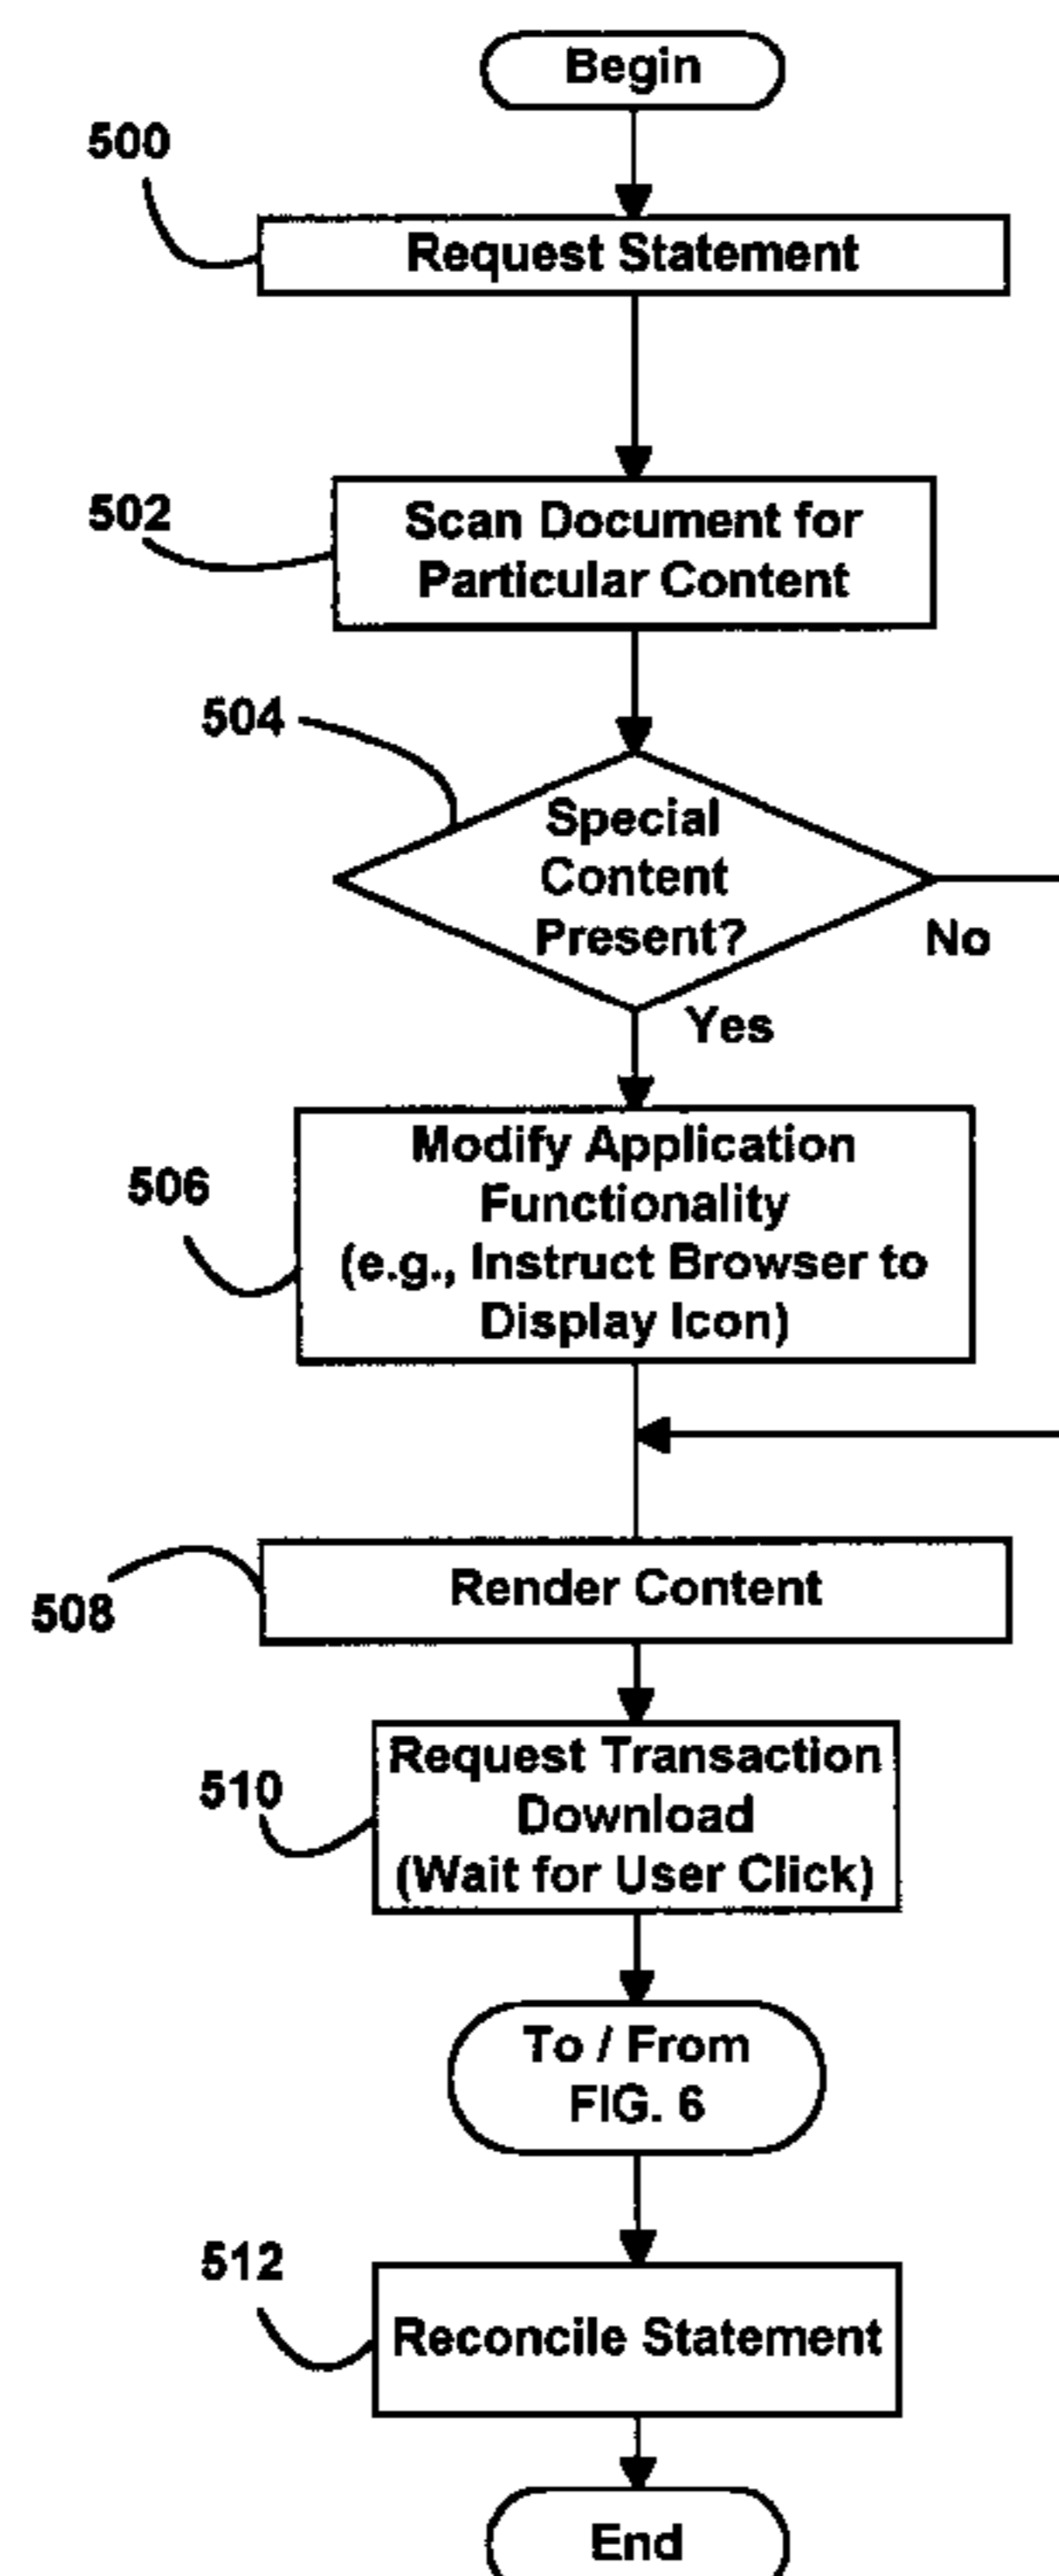 Begin
500
Request Statement
502
Scan Document for
Particular Content
504
Special
Content
Present?
No
Yes
Modify Application
Functionality
506
(e.g., Instruct Browser to
Display Icon)
Render Content
508
Request Transaction
510
Download
(Wait for User Click)
To / From
FIG. 6
512
Reconcile Statement
End